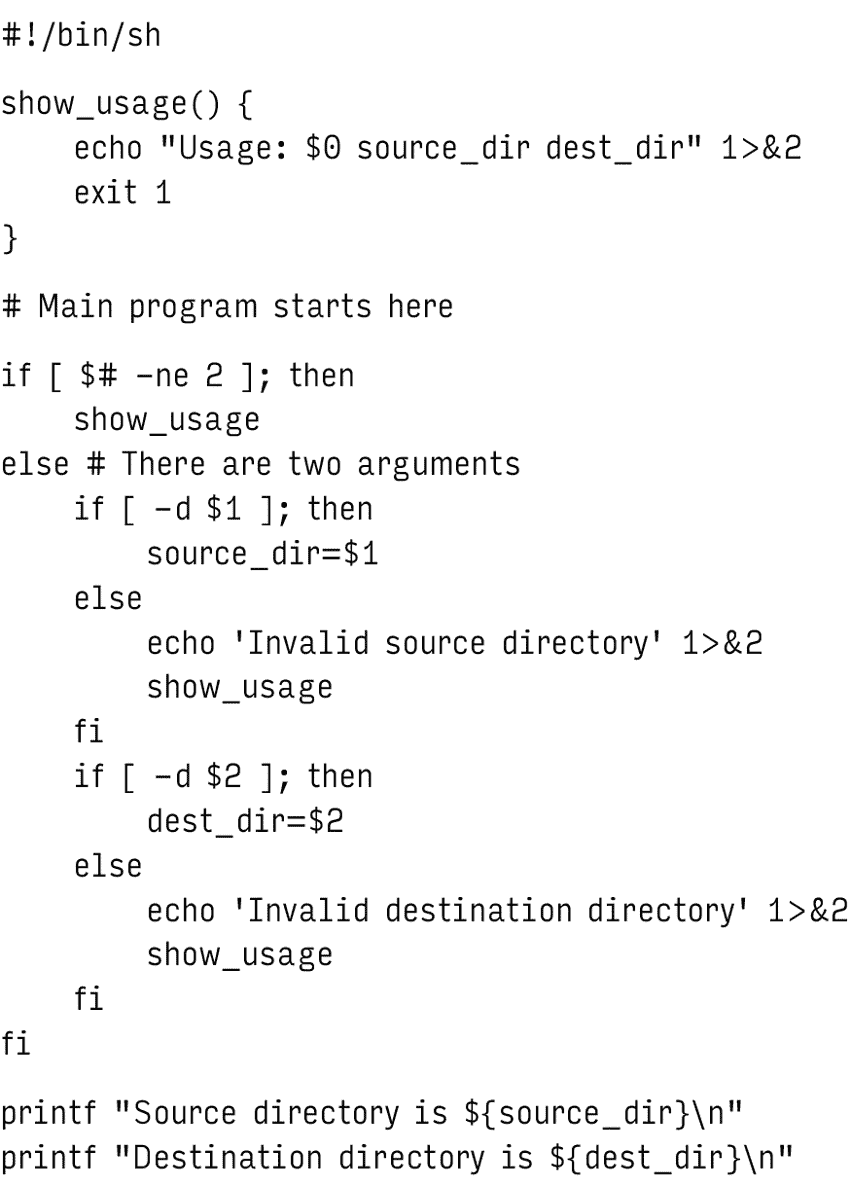 #!/bin/sh
show_usage() {
    echo "Usage: $0 source_dir dest_dir" 1>&2
    exit 1
}
# Main program starts here
if [ $# -ne 2 ]; then
    show_usage
else # There are two arguments
    if [ -d $1 ]; then
        source_dir=$1
    else
        echo 'Invalid source directory' 1>&2
        show_usage
    fi
    if [ -d $2 ]; then
        dest_dir=$2
    else
        echo 'Invalid destination directory' 1>&2
        show_usage
    fi
fi
printf "Source directory is ${source_dir}\n"
printf "Destination directory is ${dest_dir}\n"